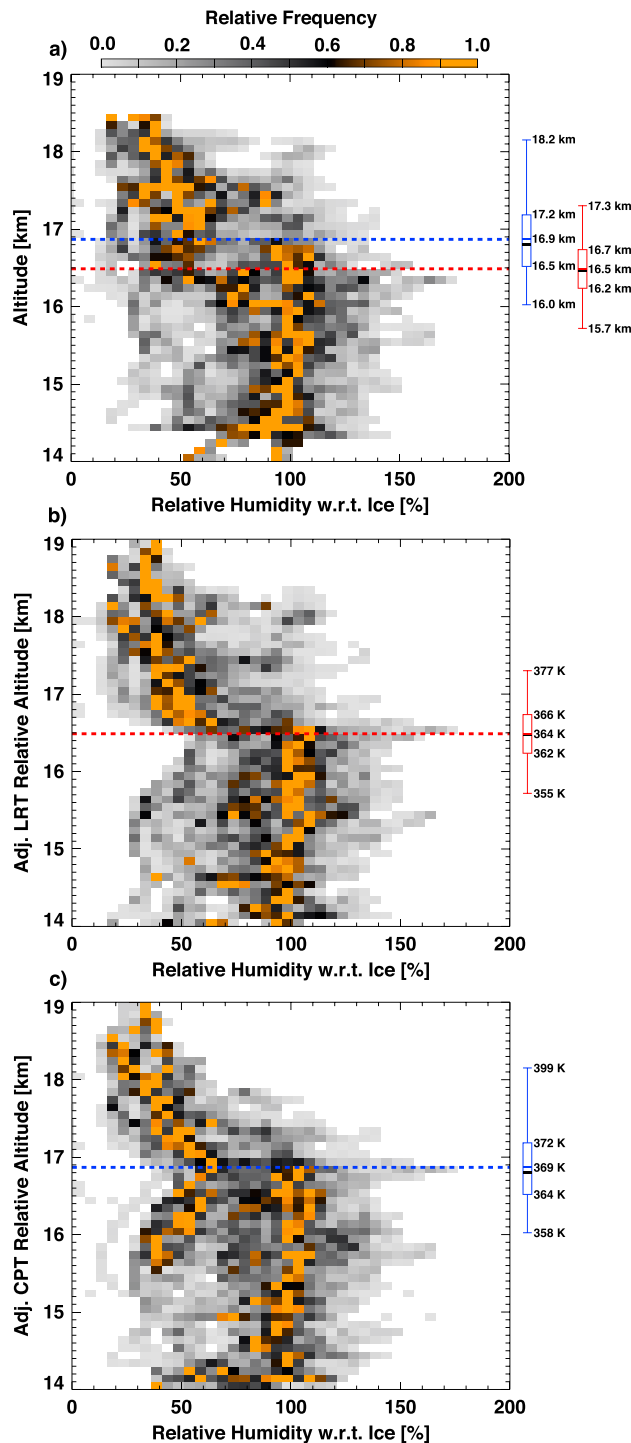 Relative Frequency
a)
0.0 0.2 0.4 0.6 0.8 1.0
19
18
17
16
15
14
Altitude [km]
0 50 100 150 200
Relative Humidity w.r.t. Ice [%]
18.2 km
17.2 km
16.9 km
16.5 km
16.0 km
17.3 km
16.7 km
16.5 km
16.2 km
15.7 km
b)
19
18
17
16
15
14
Adj. LRT Relative Altitude [km]
0 50 100 150 200
Relative Humidity w.r.t. Ice [%]
377 K
366 K
364 K
362 K
355 K
c)
19
18
17
16
15
14
Adj. CPT Relative Altitude [km]
0 50 100 150 200
Relative Humidity w.r.t. Ice [%]
399 K
372 K
369 K
364 K
358 K